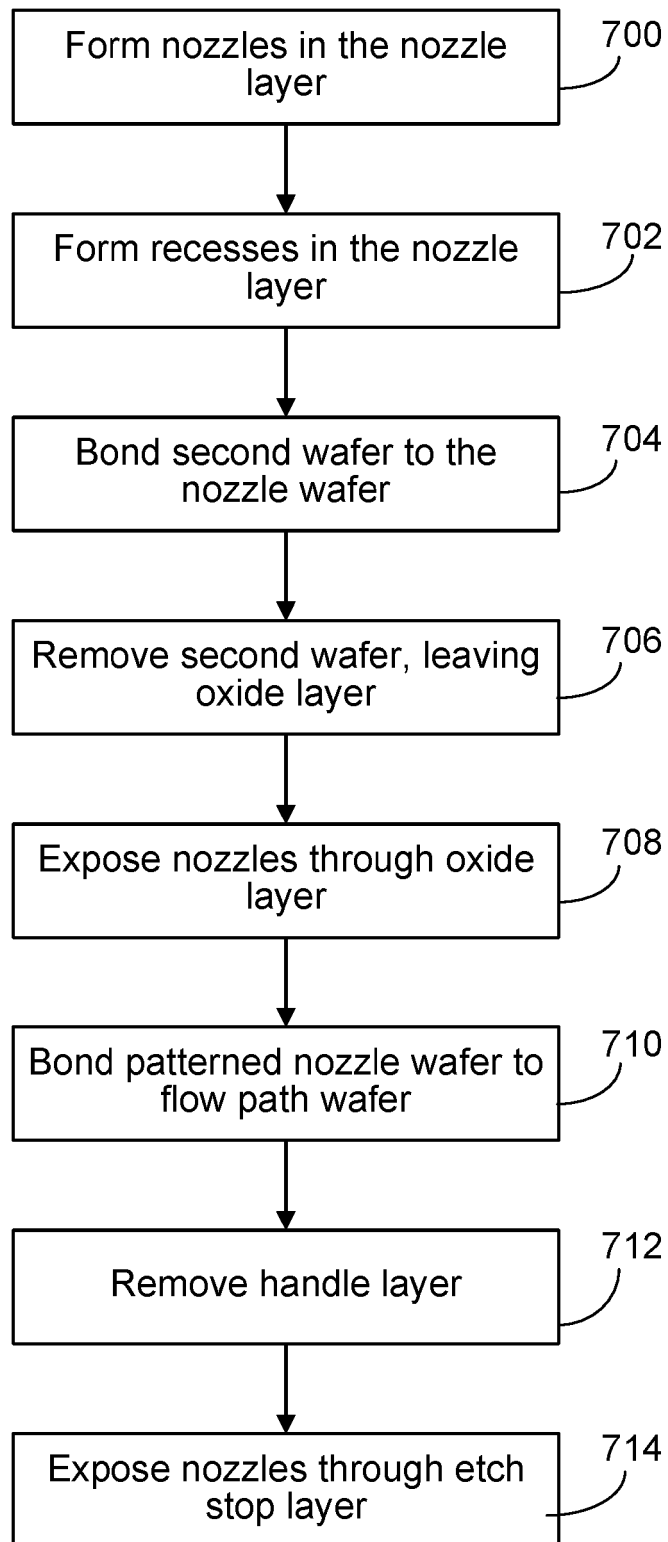 Form nozzles in the nozzle
layer
700
Form recesses in the nozzle
layer
702
Bond second wafer to the
nozzle wafer
704
Remove second wafer, leaving
oxide layer
706
Expose nozzles through oxide
layer
708
Bond patterned nozzle wafer to
flow path wafer
710
Remove handle layer
712
Expose nozzles through etch
stop layer
714